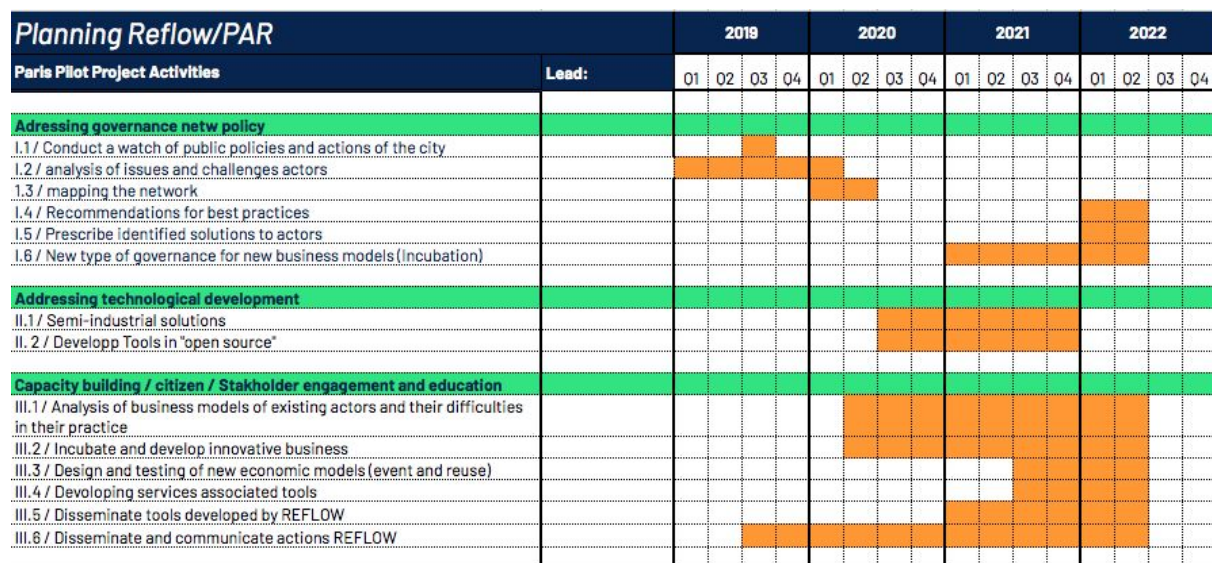 Planning Reflow/PAR
2019 2020 2021 2022
Paris Pilot Project Activities Lead: Q1 Q2 Q3 Q4 Q1 Q2 Q3 Q4 Q1 Q2 Q3 Q4 Q1 Q2 Q3 Q4
Adressing governance netw policy
I.1 / Conduct a watch of public policies and actions of the city
I.2 / analysis of issues and challenges actors
1.3 / mapping the network
I.4 / Recommendations for best practices
I.5 / Prescribe identified solutions to actors
I.6 / New type of governance for new business models (Incubation)
Addressing technological development
II.1 / Semi-industrial solutions
II. 2 / Developp Tools in "open source"
Capacity building / citizen / Stakholder engagement and education
III.1 / Analysis of business models of existing actors and their difficulties
in their practice
III.2 / Incubate and develop innovative business
III.3 / Design and testing of new economic models (event and reuse)
III.4 / Devoloping services associated tools
III.5 / Disseminate tools developed by REFLOW
III.6 / Disseminate and communicate actions REFLOW